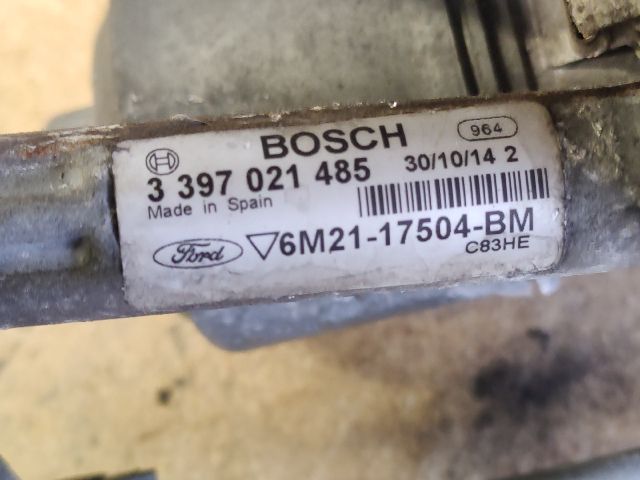 BOSCH 964
3 397 021 485 30/10/14 2
Made in Spain
Ford 6M21-17504-BM
C83HE